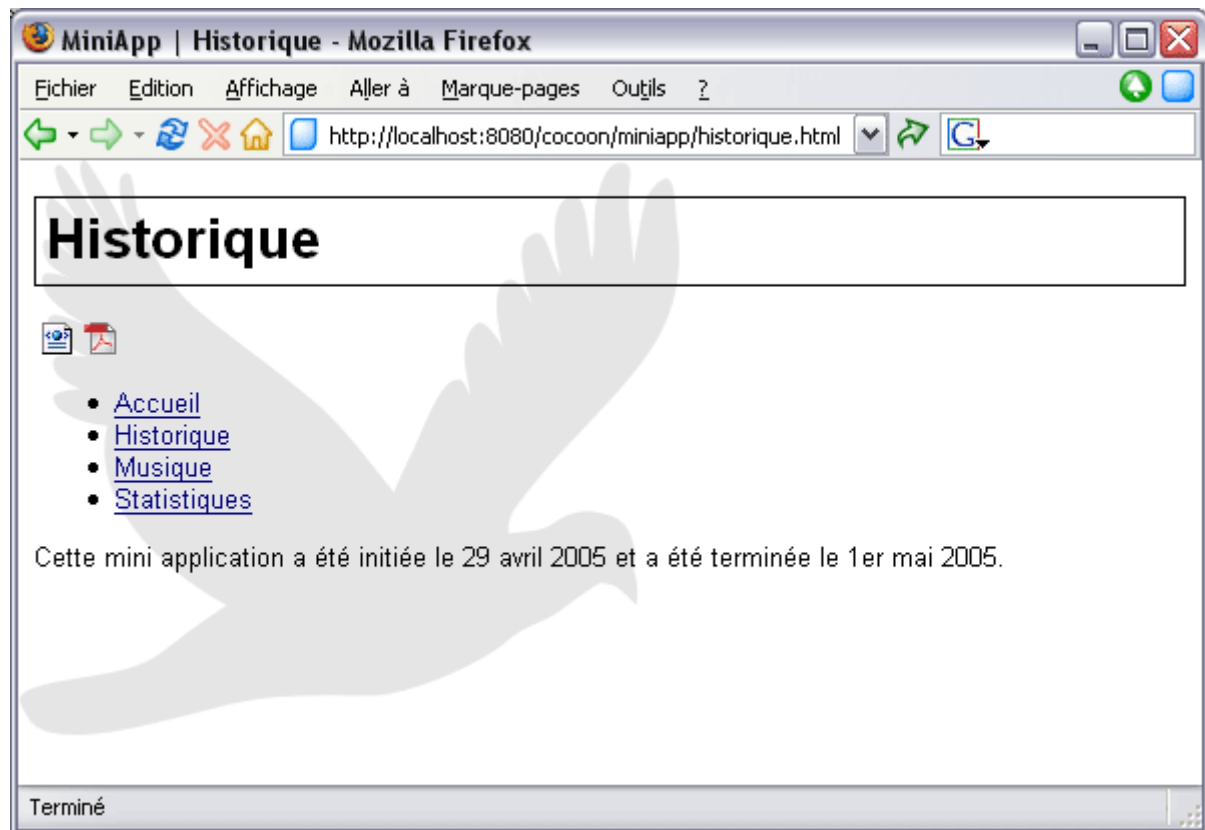 MiniApp | Historique - Mozilla Firefox
Fichier Edition Affichage Aller à Marque-pages Outils ?
http://localhost:8080/cocoon/miniapp/historique.html G
Historique
Accueil
Historique
Musique
Statistiques
Cette mini application a été initiée le 29 avril 2005 et a été terminée le 1er mai 2005.
Terminé